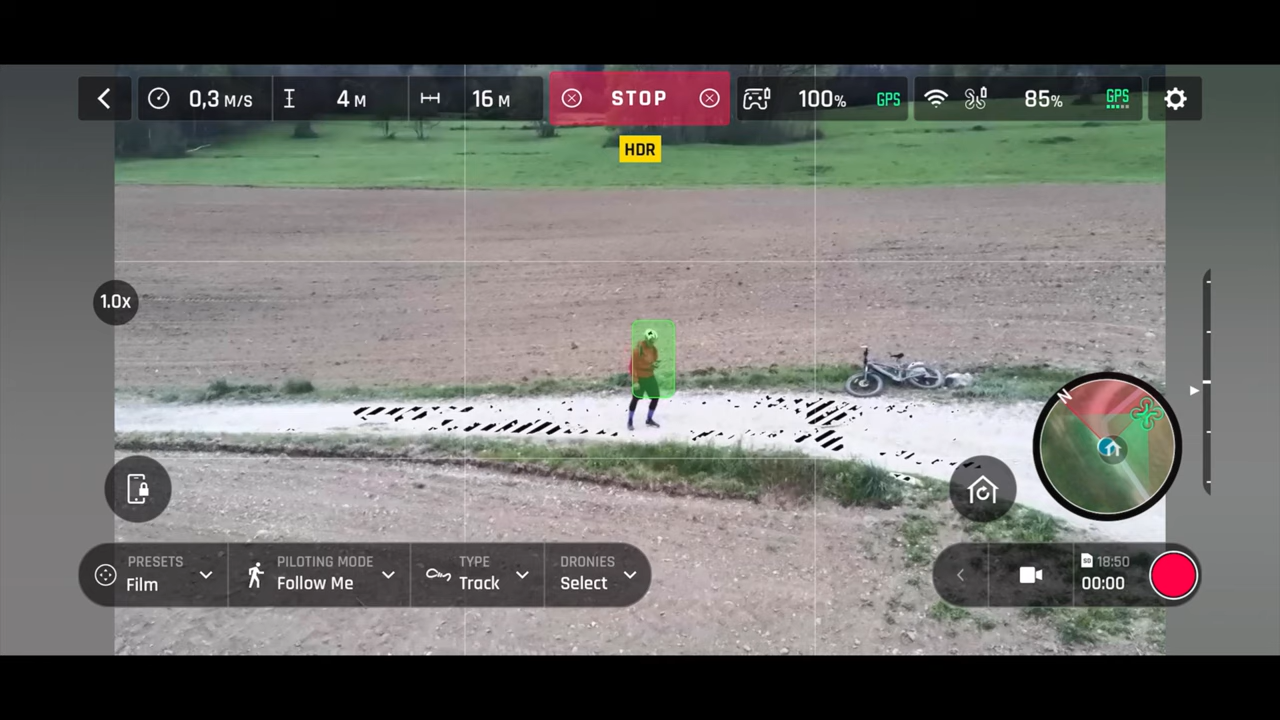 0,3 M/S
4 M
16 M
STOP
100%
GPS
85%
GPS
HDR
1.0x
N
PRESETS
Film
PILOTING MODE
Follow Me
TYPE
Track
DRONIES
Select
SD 18:50
00:00